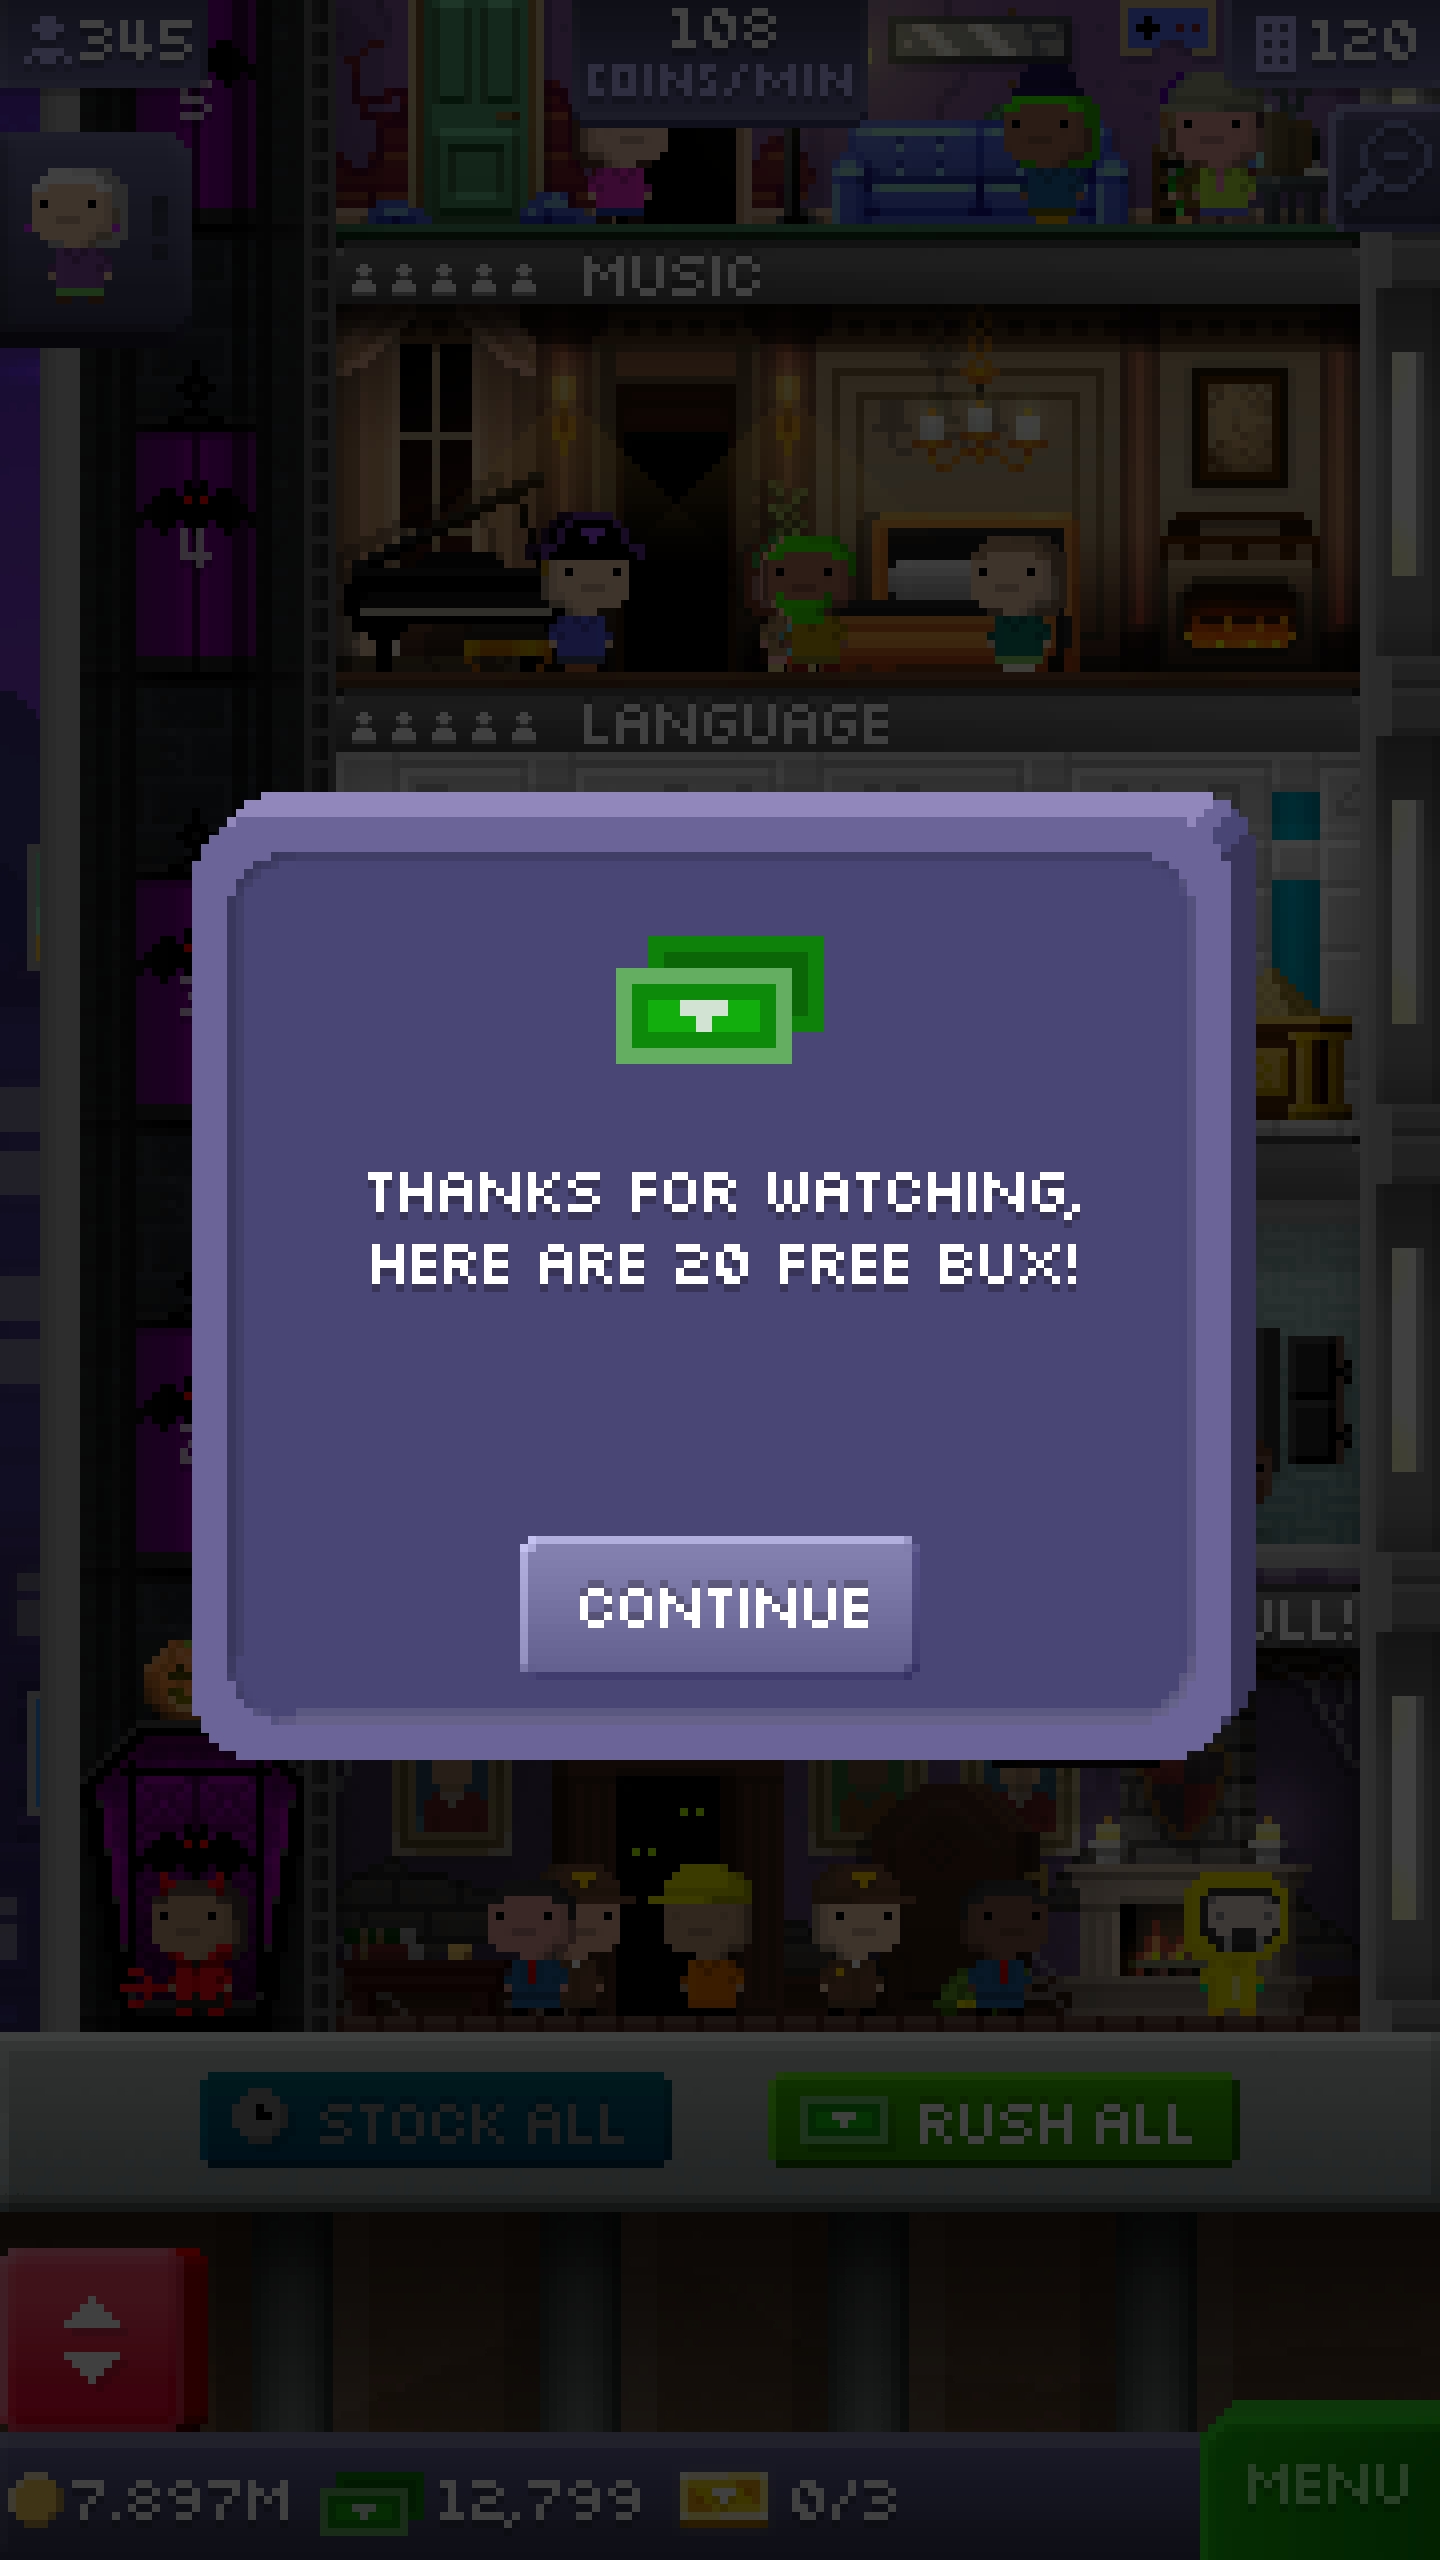 345
108
COINS/MIN
120
5
MUSIC
4
LANGUAGE
THANKS FOR WATCHING,
HERE ARE 20 FREE BUX!
CONTINUE
STOCK ALL
RUSH ALL
7.897M
12,799
0/3
MENU